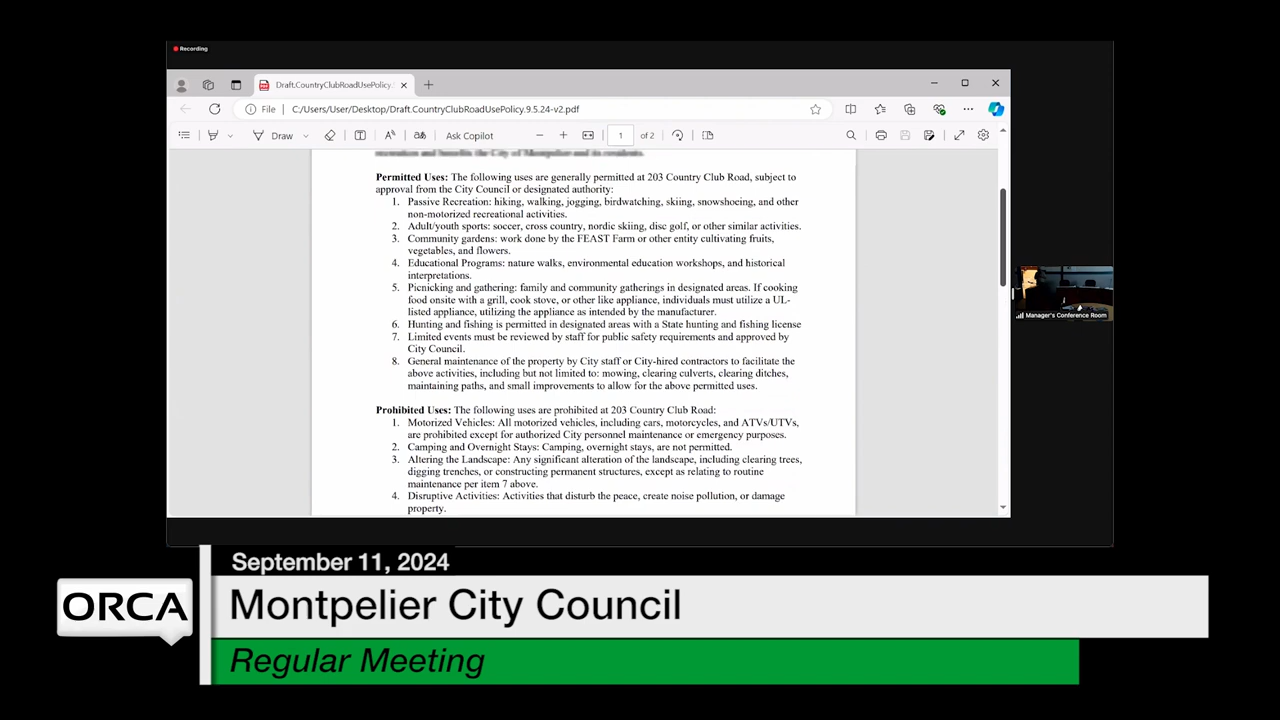 Recording
Draft.CountryClubRoadUsePolicy.
File
C:/Users/User/Desktop/Draft.CountryClubRoadUsePolicy.9.5.24-v2.pdf
Draw
Ask Copilot
1 of 2
recreation and benefits the City of Montpelier and its residents.
Permitted Uses: The following uses are generally permitted at 203 Country Club Road, subject to
approval from the City Council or designated authority:
1. Passive Recreation: hiking, walking, jogging, birdwatching, skiing, snowshoeing, and other
non-motorized recreational activities.
2. Adult/youth sports: soccer, cross country, nordic skiing, disc golf, or other similar activities.
3. Community gardens: work done by the FEAST Farm or other entity cultivating fruits,
vegetables, and flowers.
4. Educational Programs: nature walks, environmental education workshops, and historical
interpretations.
5. Picnicking and gathering: family and community gatherings in designated areas. If cooking
food onsite with a grill, cook stove, or other like appliance, individuals must utilize a UL-
listed appliance, utilizing the appliance as intended by the manufacturer.
6. Hunting and fishing is permitted in designated areas with a State hunting and fishing license
7. Limited events must be reviewed by staff for public safety requirements and approved by
City Council.
8. General maintenance of the property by City staff or City-hired contractors to facilitate the
above activities, including but not limited to: mowing, clearing culverts, clearing ditches,
maintaining paths, and small improvements to allow for the above permitted uses.
Prohibited Uses: The following uses are prohibited at 203 Country Club Road:
1. Motorized Vehicles: All motorized vehicles, including cars, motorcycles, and ATVs/UTVs,
are prohibited except for authorized City personnel maintenance or emergency purposes.
2. Camping and Overnight Stays: Camping, overnight stays, are not permitted.
3. Altering the Landscape: Any significant alteration of the landscape, including clearing trees,
digging trenches, or constructing permanent structures, except as relating to routine
maintenance per item 7 above.
4. Disruptive Activities: Activities that disturb the peace, create noise pollution, or damage
property.
Manager's Conference Room
September 11, 2024
ORCA
Montpelier City Council
Regular Meeting